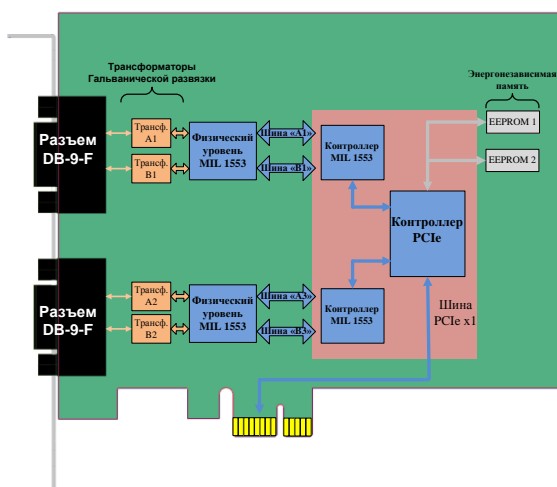 Трансформаторы
Гальванической развязки
Энергонезависимая
память
Разъем
DB-9-F
Трансф.
A1
Трансф.
B1
Физический
уровень
MIL 1553
Шина «A1»
Шина «B1»
Контроллер
MIL 1553
EEPROM 1
EEPROM 2
Контроллер
PCIe
Разъем
DB-9-F
Трансф.
A2
Трансф.
B2
Физический
уровень
MIL 1553
Шина «A3»
Шина «B3»
Контроллер
MIL 1553
Шина
PCIe x1